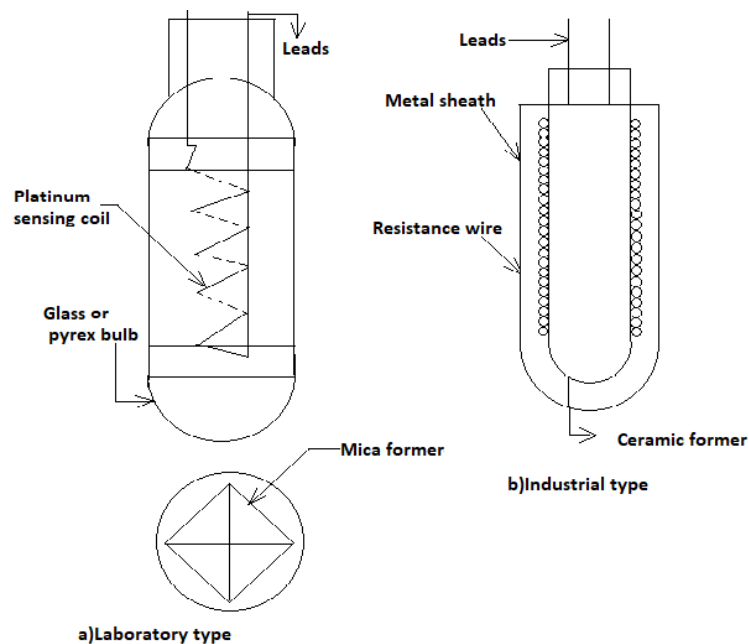 Leads
Platinum
sensing coil
Glass or
pyrex bulb
Mica former
a)Laboratory type
Leads
Metal sheath
Resistance wire
Ceramic former
b)Industrial type